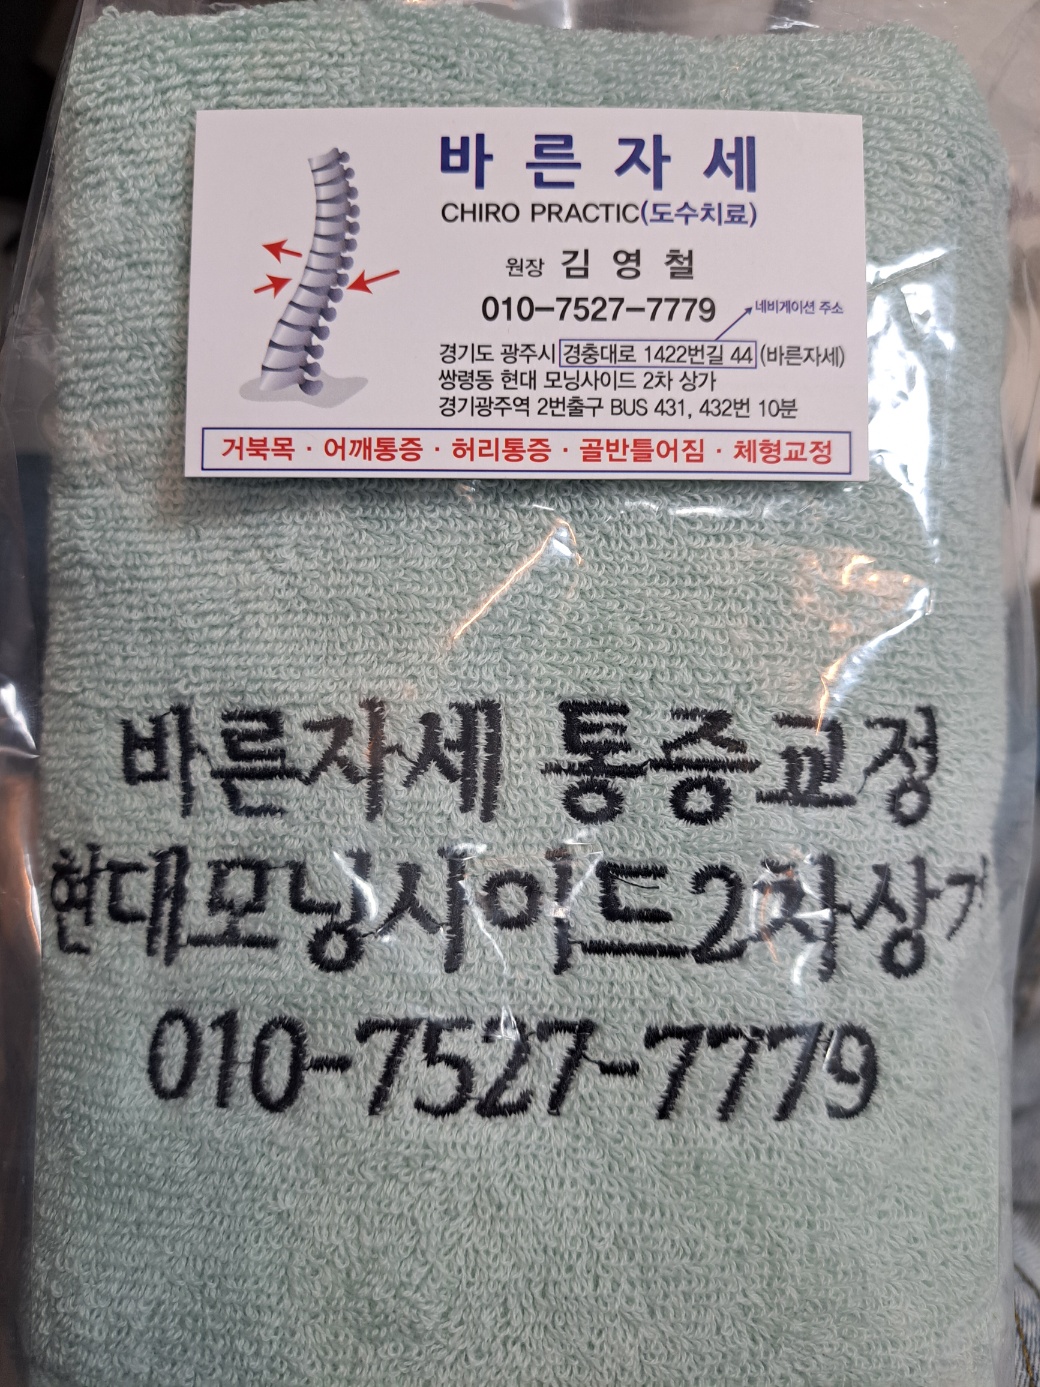 바른자세
CHIRO PRACTIC(도수치료)
원장 김영철
010-7527-7779
네비게이션 주소
경기도 광주시 경충대로 1422번길 44 (바른자세)
쌍령동 현대 모닝사이드 2차 상가
경기광주역 2번출구 BUS 431, 432번 10분
거북목 · 어깨통증 · 허리통증 · 골반틀어짐 · 체형교정
바른자세 통증교정
현대모닝사이드2차상가
010-7527-7779